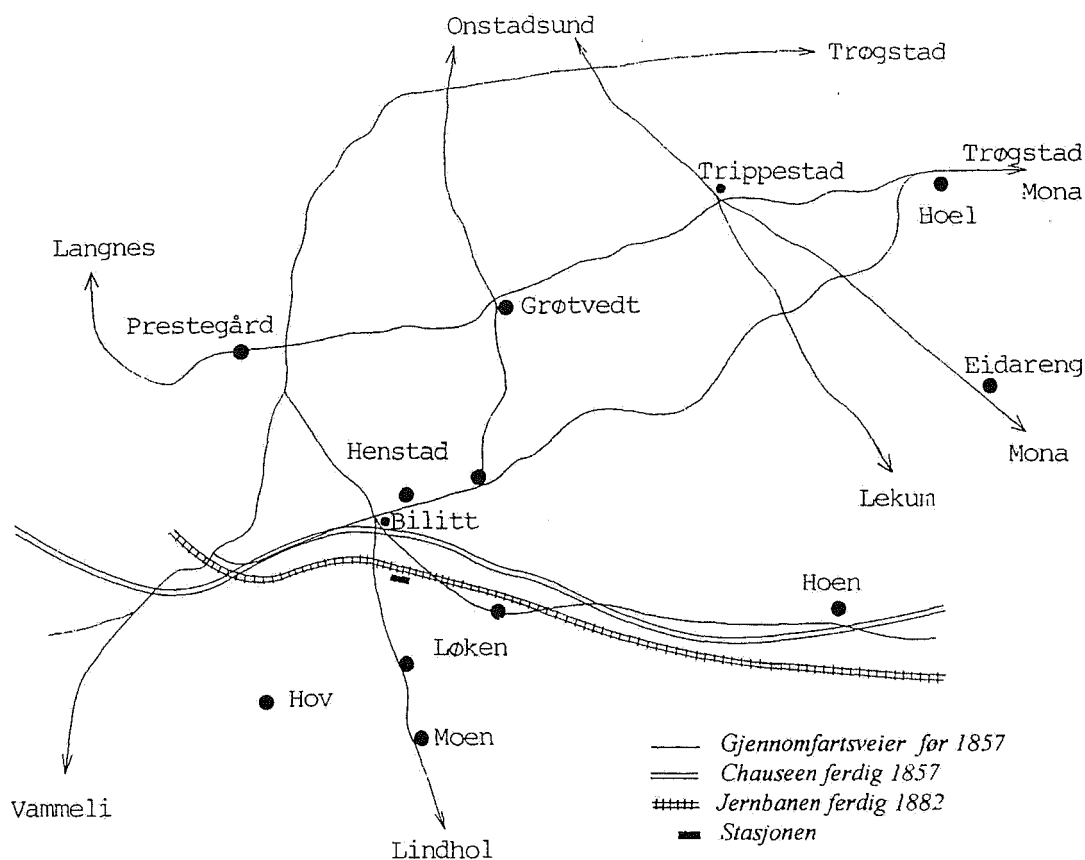 Onstadsund
Trøgstad
Trippestad
Trøgstad
Mona
Hoel
Langnes
Prestegård
Grøtvedt
Eidareng
Henstad
Mona
Lekum
Bilitt
Hoen
Løken
Hov
Moen
Vammeli
Lindhol
Gjennomfartsveier før 1857
Chauseen ferdig 1857
Jernbanen ferdig 1882
Stasjonen